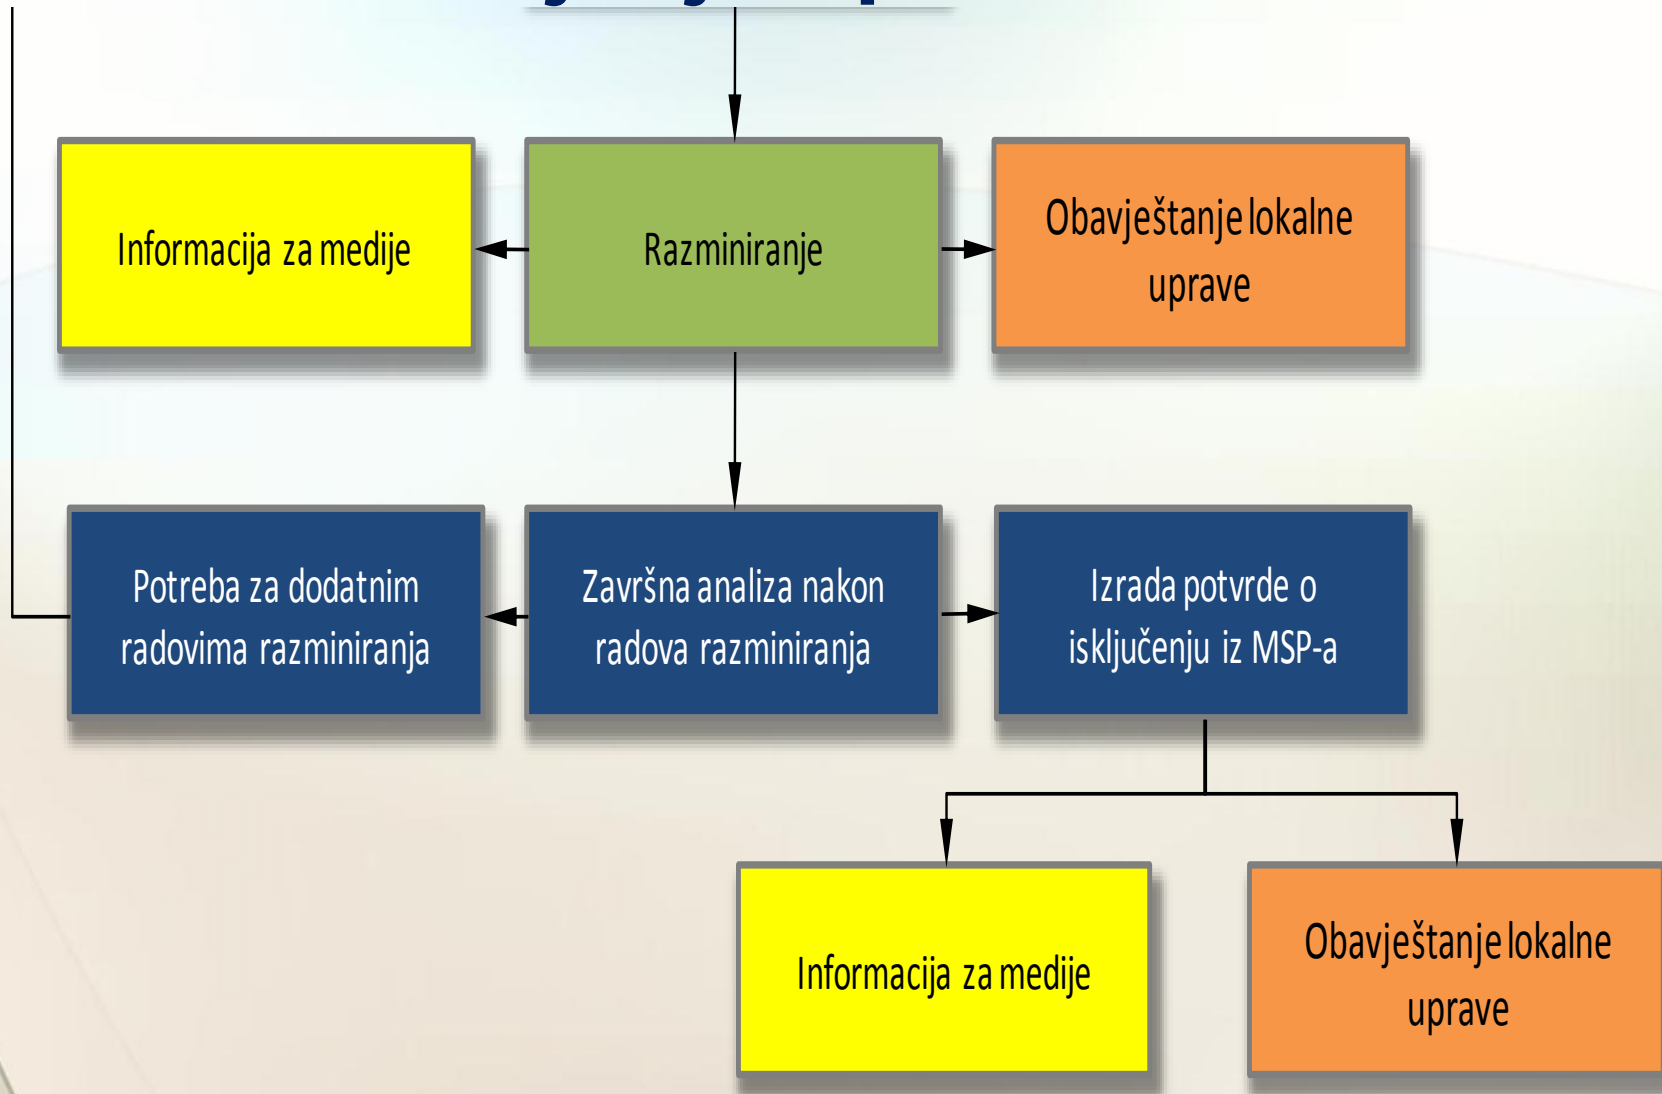 Informacija za medije
Razminiranje
Obavještanje lokalne
uprave
Potreba za dodatnim
radovima razminiranja
Završna analiza nakon
radova razminiranja
Izrada potvrde o
isključenju iz MSP-a
Informacija za medije
Obavještanje lokalne
uprave